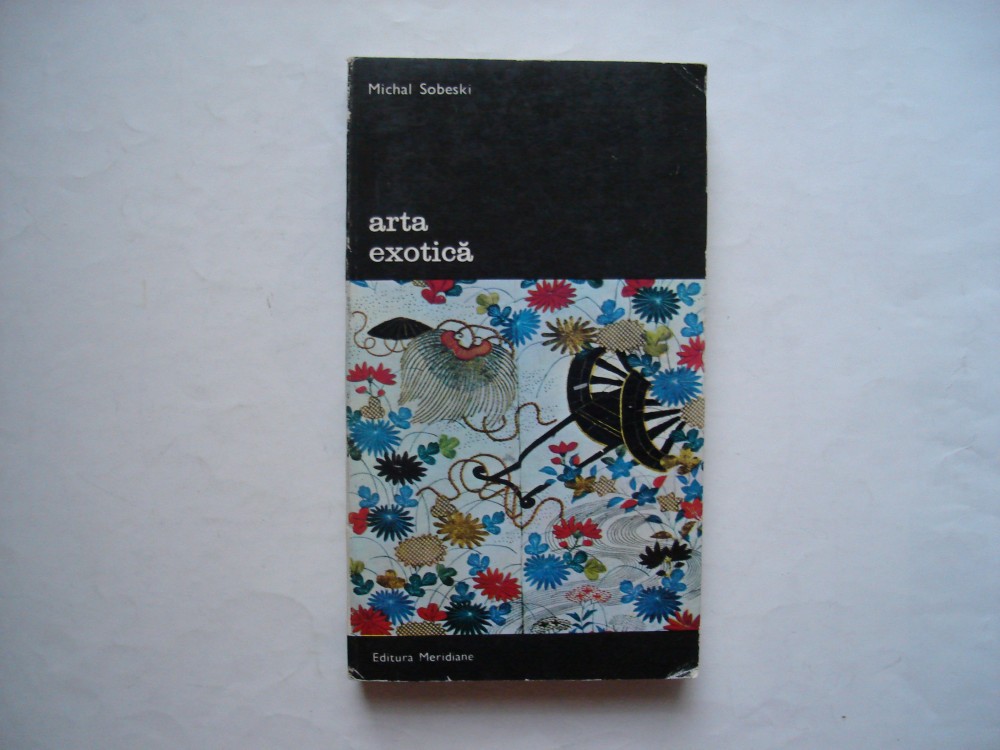 Michal Sobeski
arta
exotică
Editura Meridiane